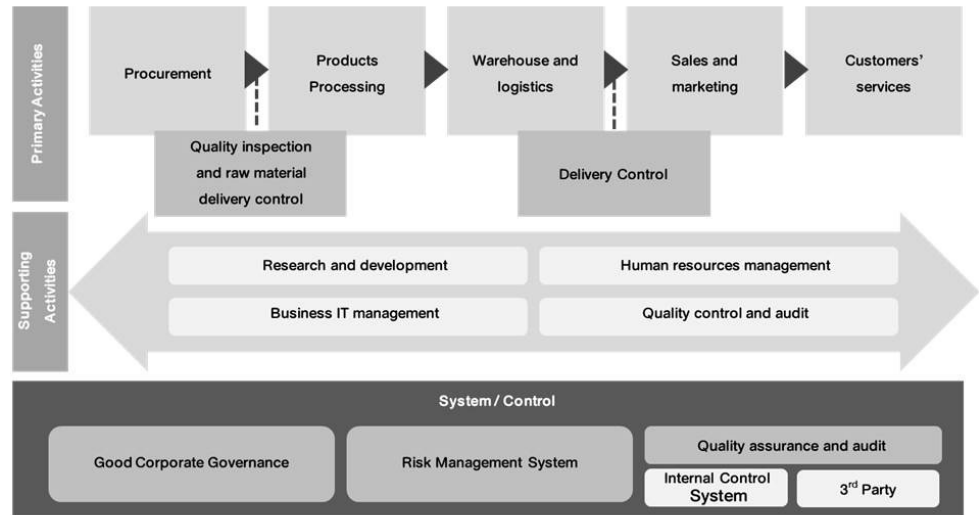 Primary Activities
Procurement
Products
Processing
Warehouse and
logistics
Sales and
marketing
Customers’
services
Quality inspection
and raw material
delivery control
Delivery Control
Supporting
Activities
Research and development
Human resources management
Business IT management
Quality control and audit
System / Control
Good Corporate Governance
Risk Management System
Quality assurance and audit
Internal Control
System
3rd Party